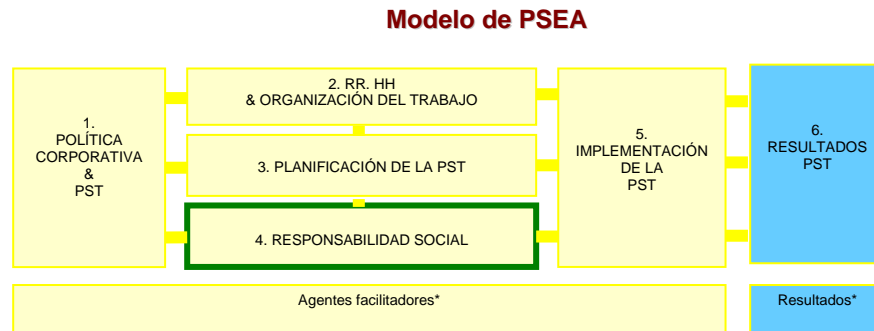 Modelo de PSEA
1.
POLÍTICA
CORPORATIVA
&
PST
2. RR. HH
& ORGANIZACIÓN DEL TRABAJO
3. PLANIFICACIÓN DE LA PST
4. RESPONSABILIDAD SOCIAL
5.
IMPLEMENTACIÓN
DE LA
PST
6.
RESULTADOS
PST
Agentes facilitadores*
Resultados*